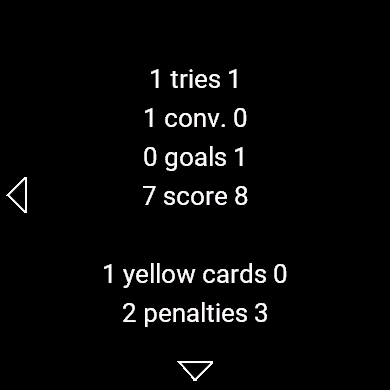 1 tries 1
1 conv. 0
0 goals 1
7 score 8
1 yellow cards 0
2 penalties 3